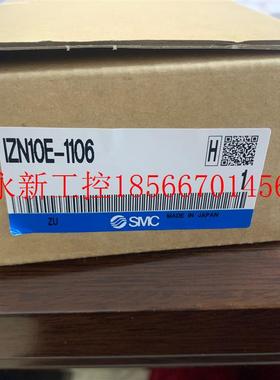 IZN10E-1106
H
永新工控18566701456
1
SMC
MADE IN JAPAN
ZU